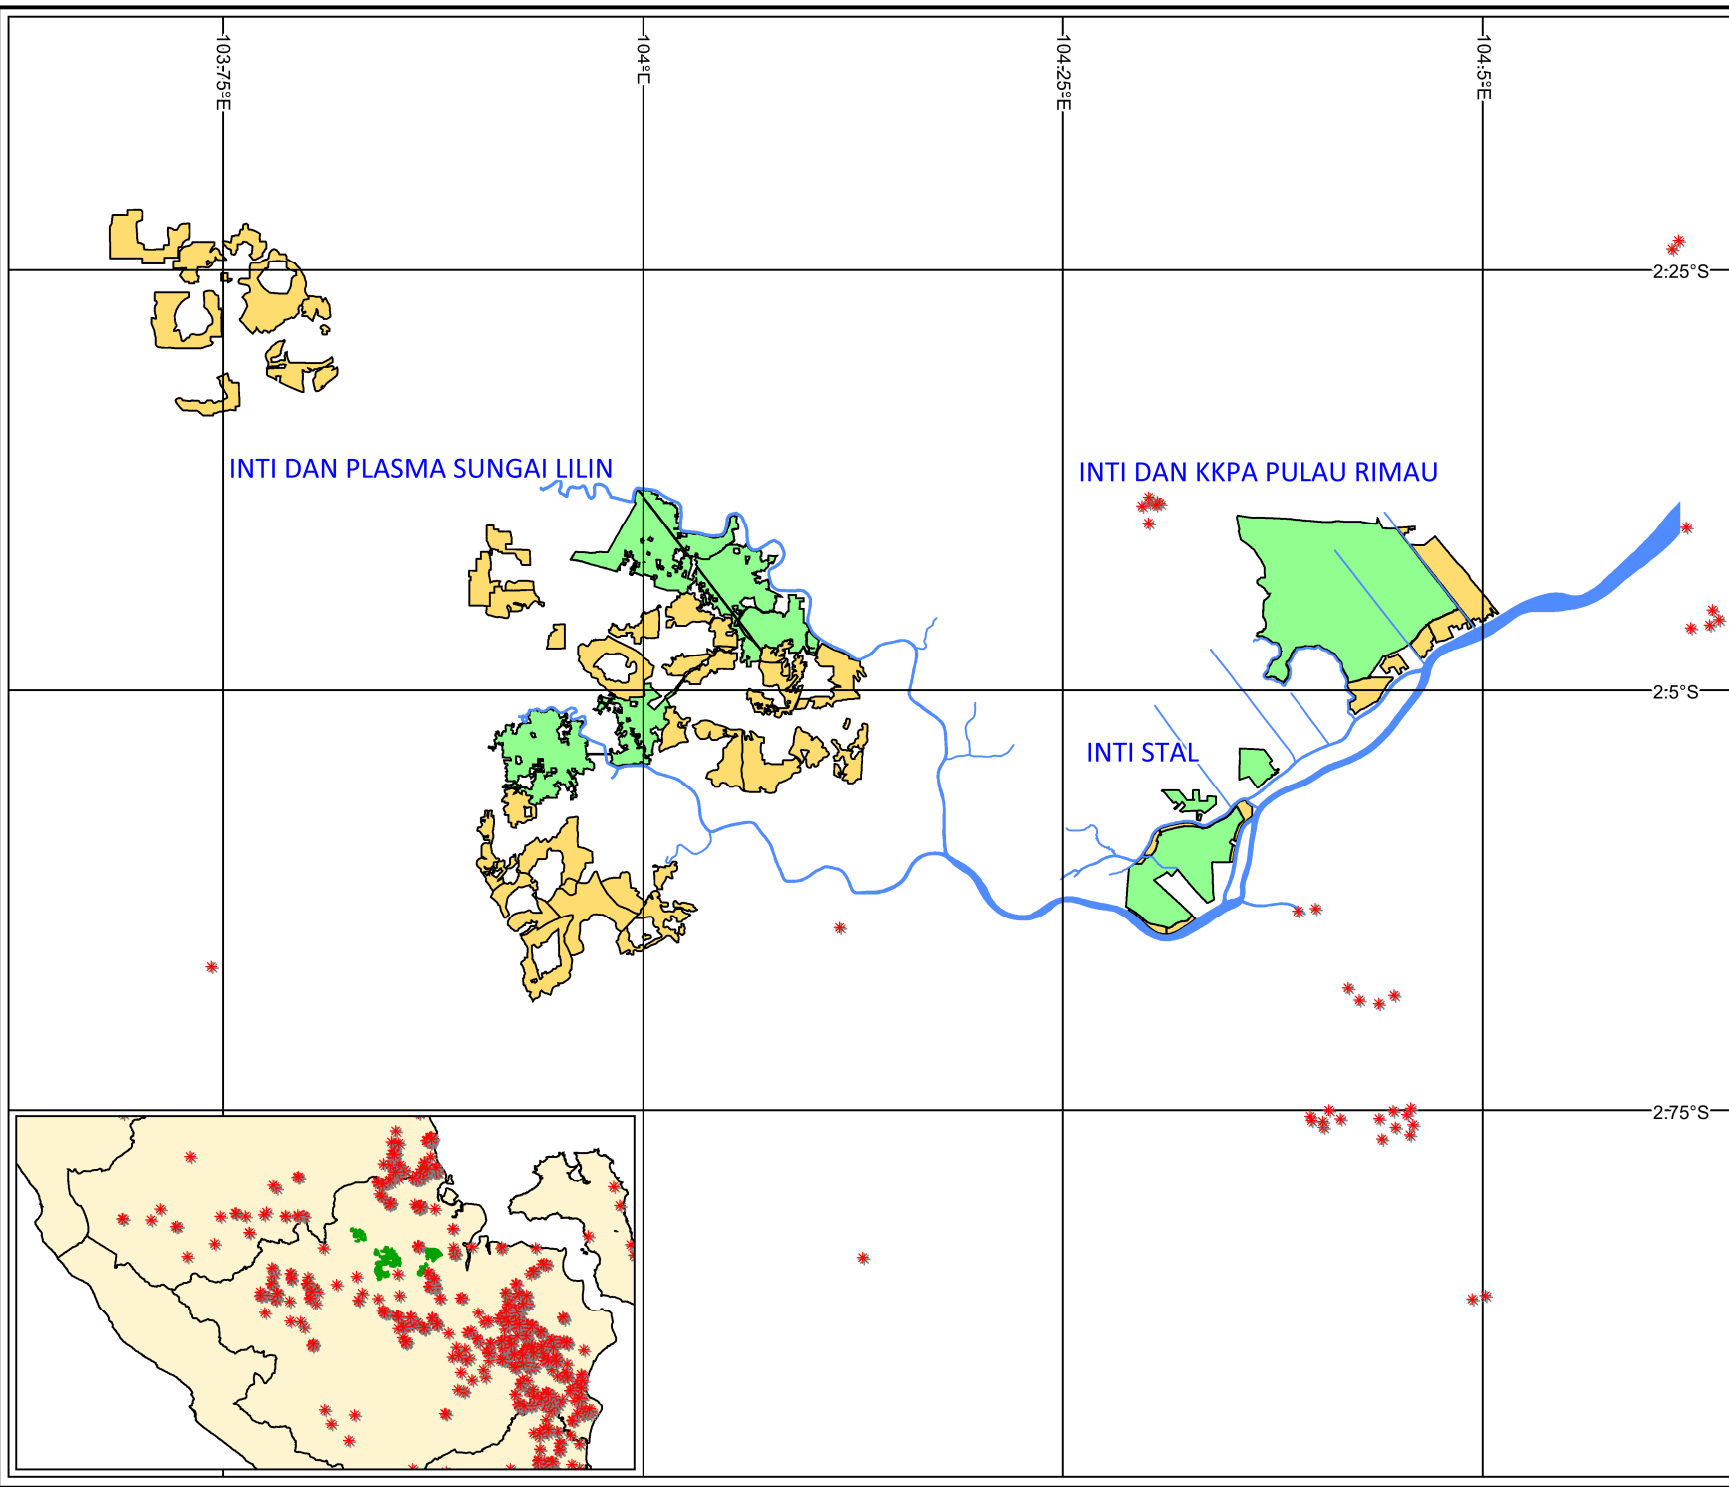 103.75°E
104°E
104.25°E
104.5°E
2.25°S
INTI DAN PLASMA SUNGAI LILIN
INTI DAN KKPA PULAU RIMAU
2.5°S
INTI STAL
2.75°S